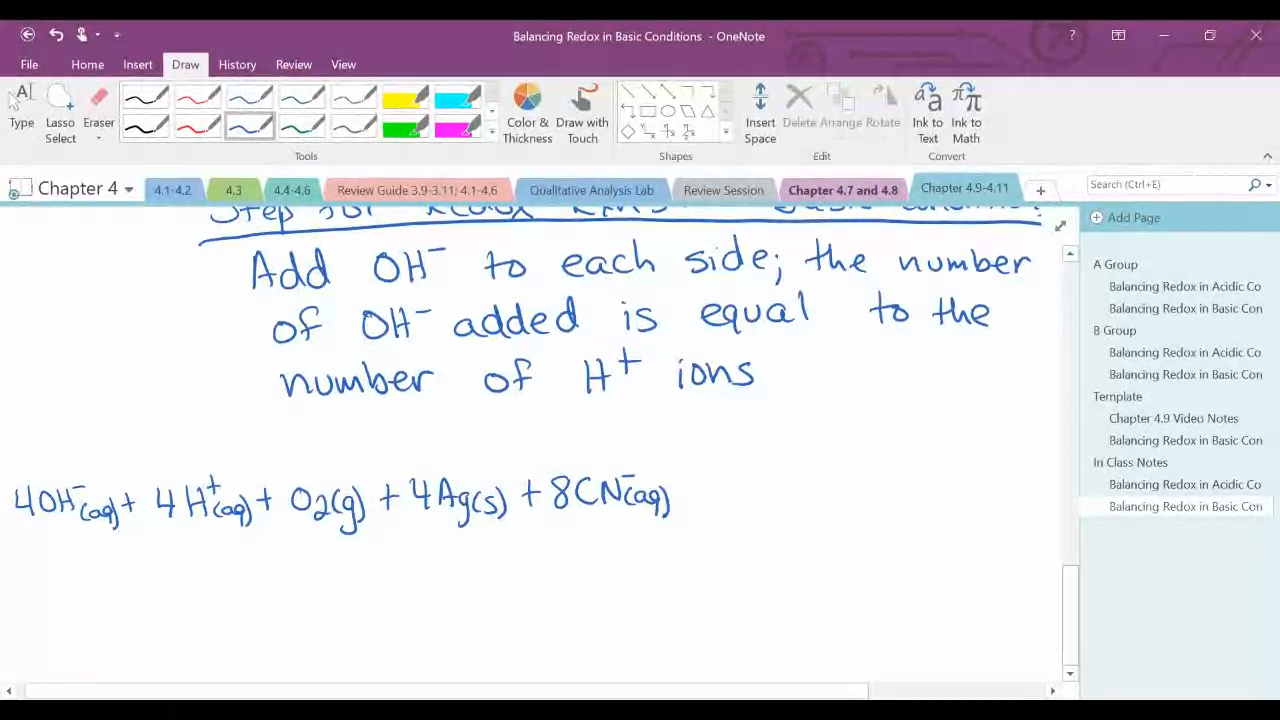 Balancing Redox in Basic Conditions - OneNote
?
File Home Insert Draw History Review View
Type
Lasso Select
Eraser
Color & Thickness
Draw with Touch
Insert Space
Delete Arrange Rotate
Ink to Text
Ink to Math
Tools Shapes Edit Convert
Chapter 4
4.1-4.2 4.3 4.4-4.6 Review Guide 3.9-3.11; 4.1-4.6 Qualitative Analysis Lab Review Session Chapter 4.7 and 4.8 Chapter 4.9-4.11
Search (Ctrl+E)
Step for Redox RXNS Basic Condition
Add OH⁻ to each side; the number
of OH⁻ added is equal to the
number of H⁺ ions
4OH⁻(aq) + 4H⁺(aq) + O₂(g) + 4Ag(s) + 8CN⁻(aq)
Add Page
A Group
Balancing Redox in Acidic Co
Balancing Redox in Basic Con
B Group
Balancing Redox in Acidic Co
Balancing Redox in Basic Con
Template
Chapter 4.9 Video Notes
Balancing Redox in Basic Con
In Class Notes
Balancing Redox in Acidic Co
Balancing Redox in Basic Con